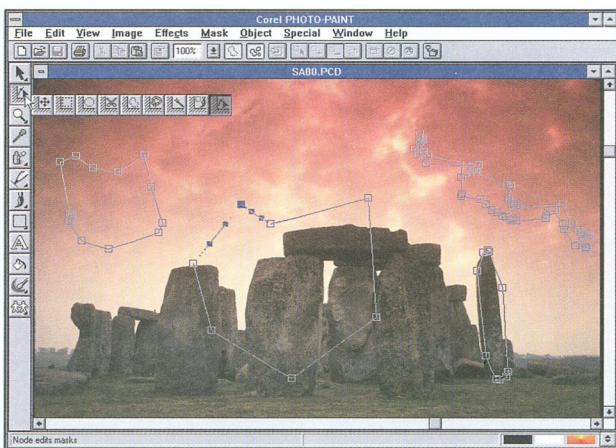 Corel PHOTO-PAINT
File Edit View Image Effects Mask Object Special Window Help
100%
SA00.PCD
A
Node edits masks